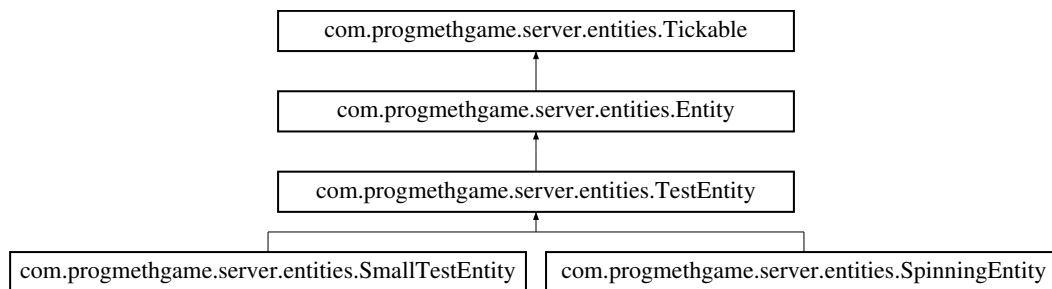 com.progmethgame.server.entities.Tickable
com.progmethgame.server.entities.Entity
com.progmethgame.server.entities.TestEntity
com.progmethgame.server.entities.SmallTestEntity
com.progmethgame.server.entities.SpinningEntity